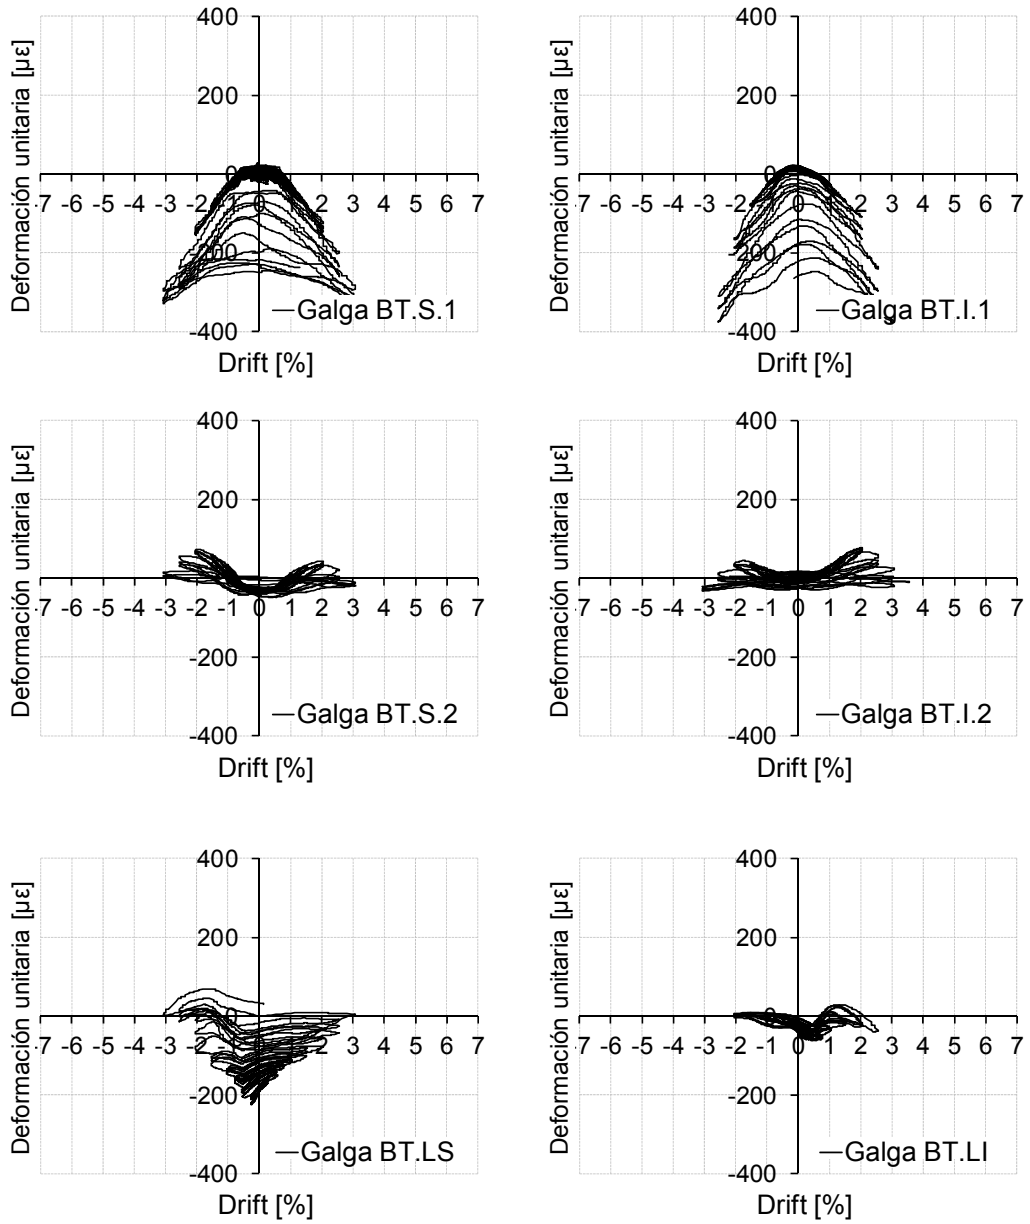 400
200
0
-200
-400
-7 -6 -5 -4 -3 -2 -1 0 1 2 3 4 5 6 7
Deformación unitaria [µε]
Drift [%]
Galga BT.S.1
400
200
0
-200
-400
-7 -6 -5 -4 -3 -2 -1 0 1 2 3 4 5 6 7
Deformación unitaria [µε]
Drift [%]
Galga BT.I.1
400
200
0
-200
-400
-7 -6 -5 -4 -3 -2 -1 0 1 2 3 4 5 6 7
Deformación unitaria [µε]
Drift [%]
Galga BT.S.2
400
200
0
-200
-400
-7 -6 -5 -4 -3 -2 -1 0 1 2 3 4 5 6 7
Deformación unitaria [µε]
Drift [%]
Galga BT.I.2
400
200
0
-200
-400
-7 -6 -5 -4 -3 -2 -1 0 1 2 3 4 5 6 7
Deformación unitaria [µε]
Drift [%]
Galga BT.LS
400
200
0
-200
-400
-7 -6 -5 -4 -3 -2 -1 0 1 2 3 4 5 6 7
Deformación unitaria [µε]
Drift [%]
Galga BT.LI